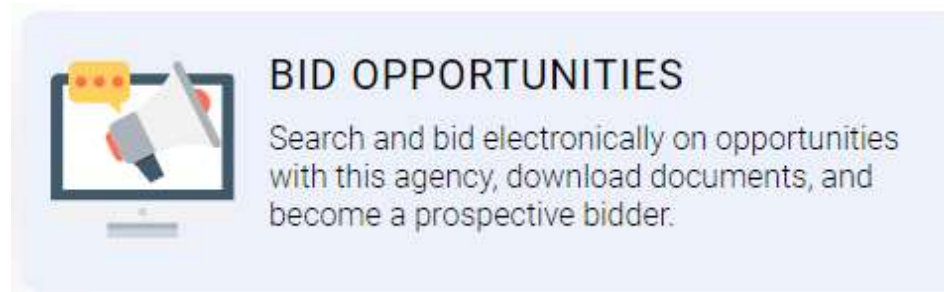 BID OPPORTUNITIES
Search and bid electronically on opportunities
with this agency, download documents, and
become a prospective bidder.